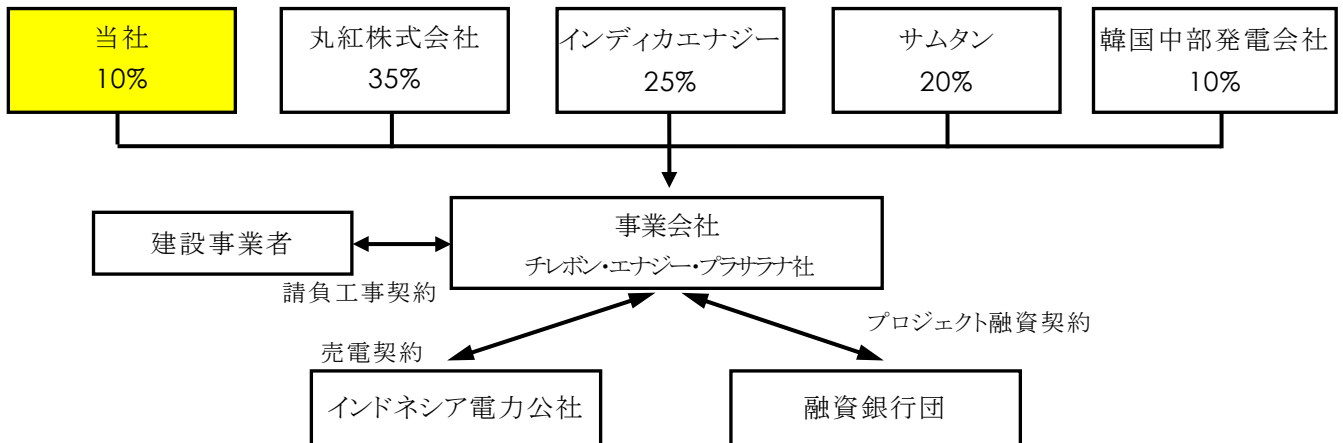 当社
10%
丸紅株式会社
35%
インディカエナジー
25%
サムタン
20%
韓国中部発電会社
10%
建設事業者
事業会社
チレボン・エナジー・プラサラナ社
請負工事契約
プロジェクト融資契約
売電契約
インドネシア電力公社
融資銀行団